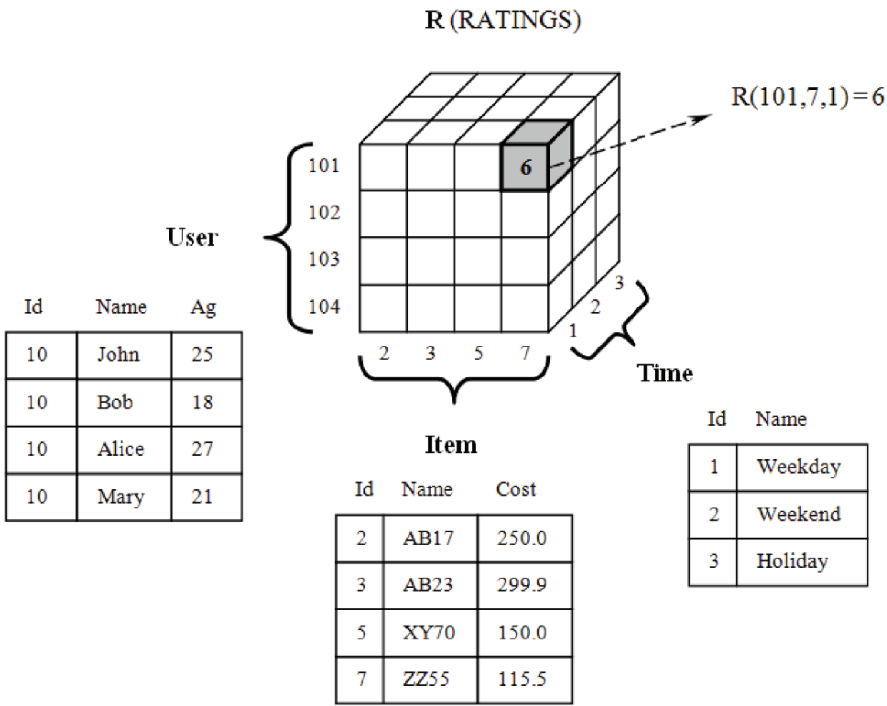 R (RATINGS)
R(101,7,1)=6
101
6
102
User
103
104
3
2
1
2 3 5 7
Time
Id Name Ag
10 John 25
10 Bob 18
10 Alice 27
10 Mary 21
Item
Id Name Cost
2 AB17 250.0
3 AB23 299.9
5 XY70 150.0
7 ZZ55 115.5
Id Name
1 Weekday
2 Weekend
3 Holiday